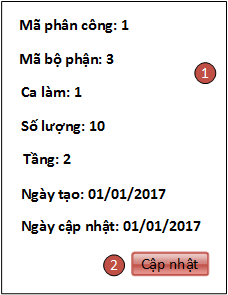 Mã phân công: 1
Mã bộ phận: 3
1
Ca làm: 1
Số lượng: 10
Tầng: 2
Ngày tạo: 01/01/2017
Ngày cập nhật: 01/01/2017
2 Cập nhật